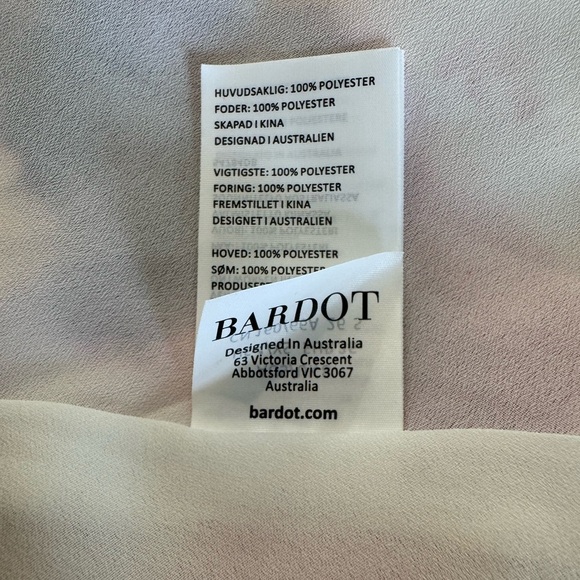 HUVUDSAKLIG: 100% POLYESTER
FODER: 100% POLYESTER
SKAPAD I KINA
DESIGNAD I AUSTRALIEN
VIGTIGSTE: 100% POLYESTER
FORING: 100% POLYESTER
FREMSTILLET I KINA
DESIGNET I AUSTRALIEN
HOVED: 100% POLYESTER
SØM: 100% POLYESTER
BARDOT
Designed In Australia
63 Victoria Crescent
Abbotsford VIC 3067
Australia
bardot.com